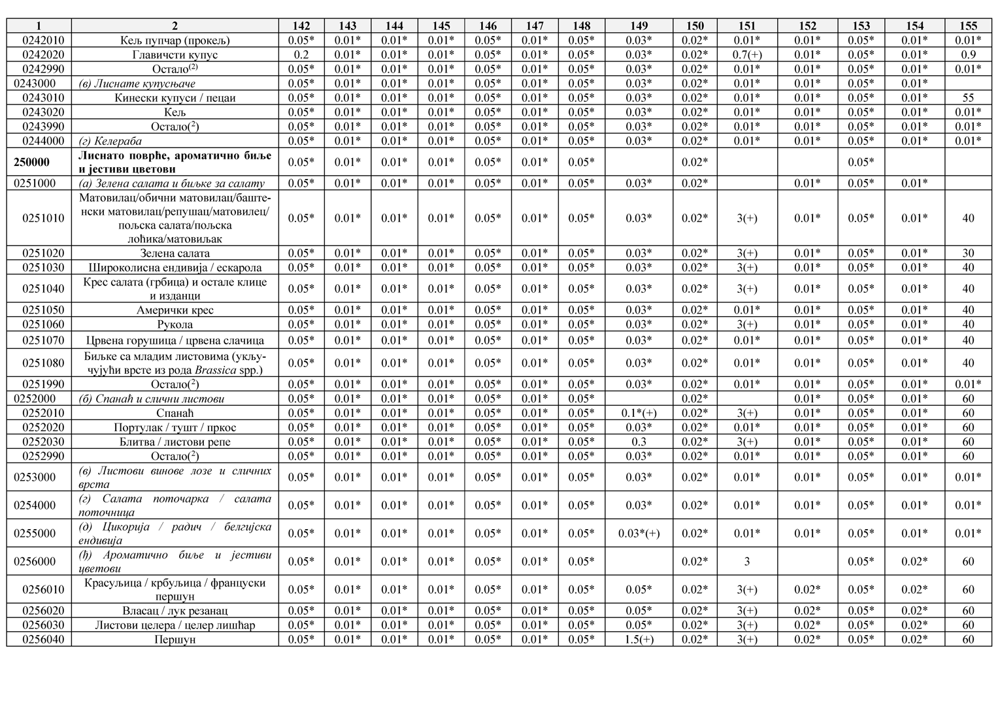 1 2 142 143 144 145 146 147 148 149 150 151 152 153 154 155
0242010 Кељ пупчар (прокељ) 0.05* 0.01* 0.01* 0.01* 0.05* 0.01* 0.05* 0.03* 0.02* 0.01* 0.01* 0.05* 0.01* 0.01*
0242020 Главичсти купус 0.2 0.01* 0.01* 0.01* 0.05* 0.01* 0.05* 0.03* 0.02* 0.7(+) 0.01* 0.05* 0.01* 0.9
0242990 Остало(2) 0.05* 0.01* 0.01* 0.01* 0.05* 0.01* 0.05* 0.03* 0.02* 0.01* 0.01* 0.05* 0.01* 0.01*
0243000 (в) Лиснате купусњаче 0.05* 0.01* 0.01* 0.01* 0.05* 0.01* 0.05* 0.03* 0.02* 0.01* 0.01* 0.05* 0.01*
0243010 Кинески купуси / пецаи 0.05* 0.01* 0.01* 0.01* 0.05* 0.01* 0.05* 0.03* 0.02* 0.01* 0.01* 0.05* 0.01* 55
0243020 Кељ 0.05* 0.01* 0.01* 0.01* 0.05* 0.01* 0.05* 0.03* 0.02* 0.01* 0.01* 0.05* 0.01* 0.01*
0243990 Остало(2) 0.05* 0.01* 0.01* 0.01* 0.05* 0.01* 0.05* 0.03* 0.02* 0.01* 0.01* 0.05* 0.01* 0.01*
0244000 (г) Келераба 0.05* 0.01* 0.01* 0.01* 0.05* 0.01* 0.05* 0.03* 0.02* 0.01* 0.01* 0.05* 0.01* 0.01*
250000 Лиснато поврће, ароматично биље
и јестиви цветови 0.05* 0.01* 0.01* 0.01* 0.05* 0.01* 0.05* 0.02* 0.05*
0251000 (а) Зелена салата и биљке за салату 0.05* 0.01* 0.01* 0.01* 0.05* 0.01* 0.05* 0.03* 0.02* 0.01* 0.05* 0.01*
Матовилац/обични матовилац/баште-
нски матовилац/репушац/матовилец/
0251010 пољска салата/пољска 0.05* 0.01* 0.01* 0.01* 0.05* 0.01* 0.05* 0.03* 0.02* 3(+) 0.01* 0.05* 0.01* 40
лоћика/матовиљак
0251020 Зелена салата 0.05* 0.01* 0.01* 0.01* 0.05* 0.01* 0.05* 0.03* 0.02* 3(+) 0.01* 0.05* 0.01* 30
0251030 Широколисна ендивија / ескарола 0.05* 0.01* 0.01* 0.01* 0.05* 0.01* 0.05* 0.03* 0.02* 3(+) 0.01* 0.05* 0.01* 40
0251040 Крес салата (грбица) и остале клице
и изданци 0.05* 0.01* 0.01* 0.01* 0.05* 0.01* 0.05* 0.03* 0.02* 3(+) 0.01* 0.05* 0.01* 40
0251050 Амерички крес 0.05* 0.01* 0.01* 0.01* 0.05* 0.01* 0.05* 0.03* 0.02* 0.01* 0.01* 0.05* 0.01* 40
0251060 Рукола 0.05* 0.01* 0.01* 0.01* 0.05* 0.01* 0.05* 0.03* 0.02* 3(+) 0.01* 0.05* 0.01* 40
0251070 Црвена горушица / црвена слачица 0.05* 0.01* 0.01* 0.01* 0.05* 0.01* 0.05* 0.03* 0.02* 0.01* 0.01* 0.05* 0.01* 40
0251080 Биљке са младим листовима (укљу-
чујући врсте из рода Brassica spp.) 0.05* 0.01* 0.01* 0.01* 0.05* 0.01* 0.05* 0.03* 0.02* 0.01* 0.01* 0.05* 0.01* 40
0251990 Остало(2) 0.05* 0.01* 0.01* 0.01* 0.05* 0.01* 0.05* 0.03* 0.02* 0.01* 0.01* 0.05* 0.01* 0.01*
0252000 (б) Спанаћ и слични листови 0.05* 0.01* 0.01* 0.01* 0.05* 0.01* 0.05* 0.02* 0.01* 0.05* 0.01* 60
0252010 Спанаћ 0.05* 0.01* 0.01* 0.01* 0.05* 0.01* 0.05* 0.1*(+) 0.02* 3(+) 0.01* 0.05* 0.01* 60
0252020 Портулак / тушт / пркос 0.05* 0.01* 0.01* 0.01* 0.05* 0.01* 0.05* 0.03* 0.02* 0.01* 0.01* 0.05* 0.01* 60
0252030 Блитва / листови репе 0.05* 0.01* 0.01* 0.01* 0.05* 0.01* 0.05* 0.3 0.02* 3(+) 0.01* 0.05* 0.01* 60
0252990 Остало(2) 0.05* 0.01* 0.01* 0.01* 0.05* 0.01* 0.05* 0.03* 0.02* 0.01* 0.01* 0.05* 0.01* 60
0253000 (в) Листови винове лозе и сличних
врста 0.05* 0.01* 0.01* 0.01* 0.05* 0.01* 0.05* 0.03* 0.02* 0.01* 0.01* 0.05* 0.01* 0.01*
0254000 (г) Салата поточарка / салата
поточница 0.05* 0.01* 0.01* 0.01* 0.05* 0.01* 0.05* 0.03* 0.02* 0.01* 0.01* 0.05* 0.01* 0.01*
0255000 (д) Цикорија / радич / белгијска
ендивија 0.05* 0.01* 0.01* 0.01* 0.05* 0.01* 0.05* 0.03*(+) 0.02* 0.01* 0.01* 0.05* 0.01* 0.01*
0256000 (ђ) Ароматично биље и јестиви
цветови 0.05* 0.01* 0.01* 0.01* 0.05* 0.01* 0.05* 0.02* 3 0.05* 0.02* 60
0256010 Красуљица / крбуљица / француски
першун 0.05* 0.01* 0.01* 0.01* 0.05* 0.01* 0.05* 0.05* 0.02* 3(+) 0.02* 0.05* 0.02* 60
0256020 Власац / лук резанац 0.05* 0.01* 0.01* 0.01* 0.05* 0.01* 0.05* 0.05* 0.02* 3(+) 0.02* 0.05* 0.02* 60
0256030 Листови целера / целер лишћар 0.05* 0.01* 0.01* 0.01* 0.05* 0.01* 0.05* 0.05* 0.02* 3(+) 0.02* 0.05* 0.02* 60
0256040 Першун 0.05* 0.01* 0.01* 0.01* 0.05* 0.01* 0.05* 1.5(+) 0.02* 3(+) 0.02* 0.05* 0.02* 60